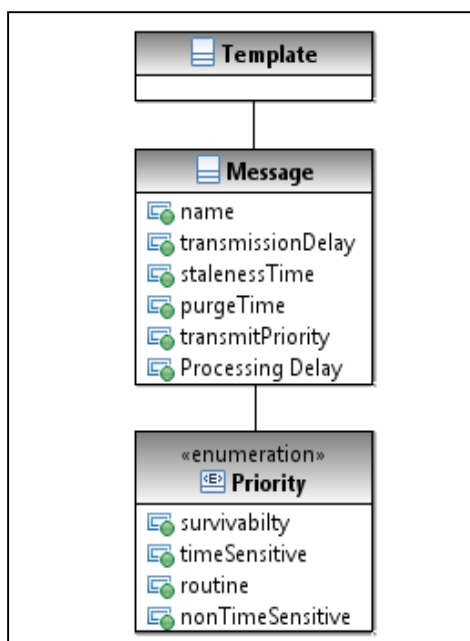 Template
Message
name
transmissionDelay
stalenessTime
purgeTime
transmitPriority
Processing Delay
«enumeration»
<E> Priority
survivabilty
timeSensitive
routine
nonTimeSensitive